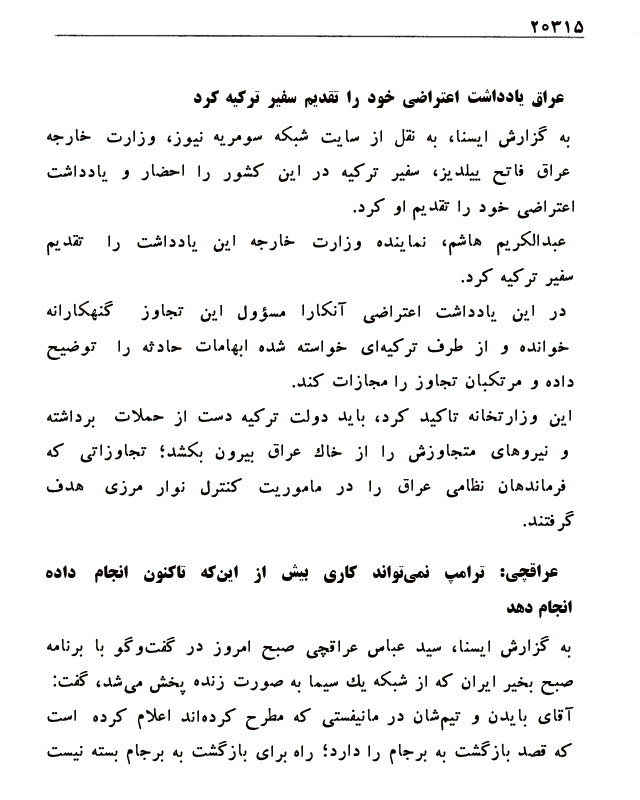 ۲۰۳۱۵
عراق یادداشت اعتراضی خود را تقدیم سفیر ترکیه کرد
به گزارش ایسنا، به نقل از سایت شبکه سومریه نیوز، وزارت خارجه
عراق فاتح ییلدیز، سفیر ترکیه در این کشور را احضار و یادداشت
اعتراضی خود را تقدیم او کرد.
عبدالکریم هاشم، نماینده وزارت خارجه این یادداشت را تقدیم
سفیر ترکیه کرد.
در این یادداشت اعتراضی آنکارا مسؤول این تجاوز گنهکارانه
خوانده و از طرف ترکیه‌ای خواسته شده ابهامات حادثه را توضیح
داده و مرتکبان تجاوز را مجازات کند.
این وزارتخانه تاکید کرد، باید دولت ترکیه دست از حملات برداشته
و نیروهای متجاوزش را از خاك عراق بیرون بکشد؛ تجاوزاتی که
فرماندهان نظامی عراق را در ماموریت کنترل نوار مرزی هدف
گرفتند.
عراقچی: ترامپ نمی‌تواند کاری بیش از این‌که تاکنون انجام داده
انجام دهد
به گزارش ایسنا، سید عباس عراقچی صبح امروز در گفت‌وگو با برنامه
صبح بخیر ایران که از شبکه یك سیما به صورت زنده پخش می‌شد، گفت:
آقای بایدن و تیم‌شان در مانیفستی که مطرح کرده‌اند اعلام کرده است
که قصد بازگشت به برجام را دارد؛ راه برای بازگشت به برجام بسته نیست